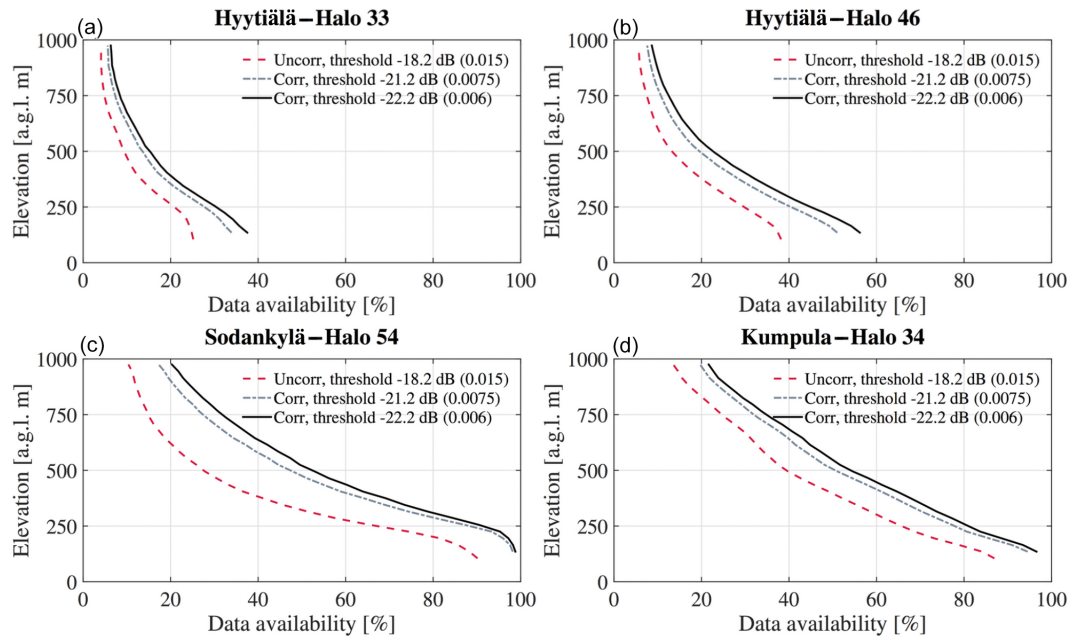 (a)
Hyytiälä–Halo 33
1000
750
500
250
0
Elevation [a.g.l. m]
Uncorr, threshold -18.2 dB (0.015)
Corr, threshold -21.2 dB (0.0075)
Corr, threshold -22.2 dB (0.006)
0 20 40 60 80 100
Data availability [%]
(b)
Hyytiälä–Halo 46
1000
750
500
250
0
Elevation [a.g.l. m]
Uncorr, threshold -18.2 dB (0.015)
Corr, threshold -21.2 dB (0.0075)
Corr, threshold -22.2 dB (0.006)
0 20 40 60 80 100
Data availability [%]
(c)
Sodankylä–Halo 54
1000
750
500
250
0
Elevation [a.g.l. m]
Uncorr, threshold -18.2 dB (0.015)
Corr, threshold -21.2 dB (0.0075)
Corr, threshold -22.2 dB (0.006)
0 20 40 60 80 100
Data availability [%]
(d)
Kumpula–Halo 34
1000
750
500
250
0
Elevation [a.g.l. m]
Uncorr, threshold -18.2 dB (0.015)
Corr, threshold -21.2 dB (0.0075)
Corr, threshold -22.2 dB (0.006)
0 20 40 60 80 100
Data availability [%]